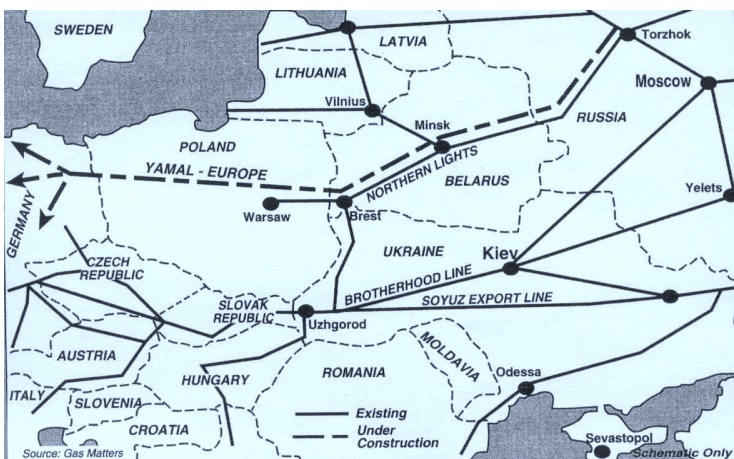 SWEDEN
LATVIA
Torzhok
LITHUANIA
Moscow
Vilnius
Minsk
RUSSIA
POLAND
YAMAL - EUROPE
NORTHERN LIGHTS
BELARUS
Yelets
Warsaw
Brest
GERMANY
UKRAINE
Kiev
CZECH
REPUBLIC
BROTHERHOOD LINE
SOYUZ EXPORT LINE
SLOVAK
REPUBLIC
Uzhgorod
AUSTRIA
HUNGARY
ROMANIA
MOLDAVIA
Odessa
ITALY
SLOVENIA
CROATIA
Existing
Under
Construction
Sevastopol
Source: Gas Matters
Schematic Only